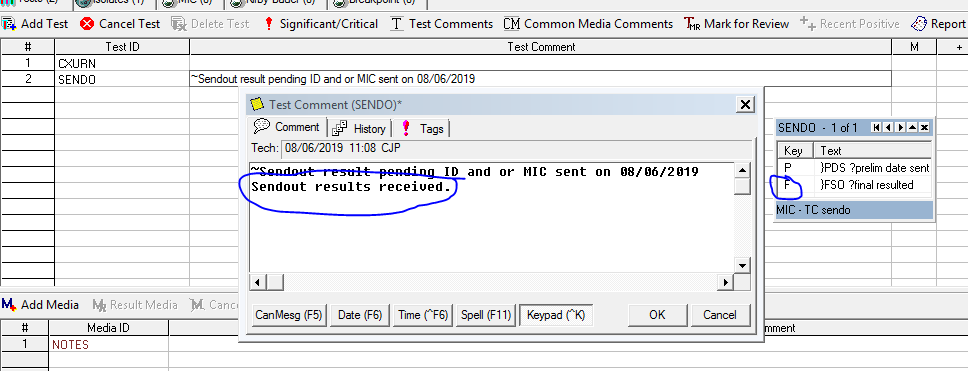 Tests (2) Isolates (1) MIC (0) Kirby Bauer (0) Breakpoint (0)
Add Test Cancel Test Delete Test Significant/Critical Test Comments Common Media Comments Mark for Review Recent Positive Report
# Test ID Test Comment M +
1 CXURN
2 SENDO ~Sendout result pending ID and or MIC sent on 08/06/2019
Test Comment (SENDO)*
Comment History Tags
Tech: 08/06/2019 11:08 CJP
~Sendout result pending ID and or MIC sent on 08/06/2019
Sendout results received.
SENDO - 1 of 1
Key Text
P }PDS ?prelim date sent
F }FSO ?final resulted
MIC - TC sendo
CanMesg (F5) Date (F6) Time (^F6) Spell (F11) Keypad (^K) OK Cancel
Add Media Result Media Cance
# Media ID mment
1 NOTES